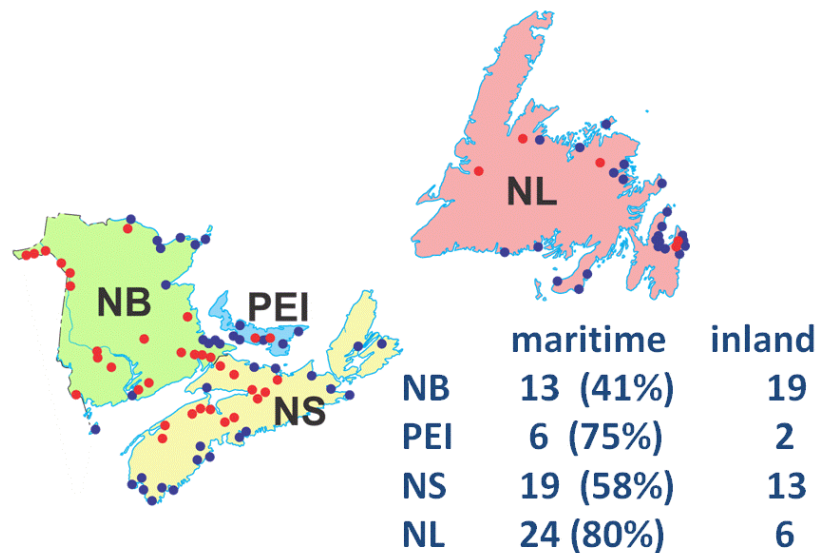 NL
NB
PEI
NS
maritime inland
NB 13 (41%) 19
PEI 6 (75%) 2
NS 19 (58%) 13
NL 24 (80%) 6